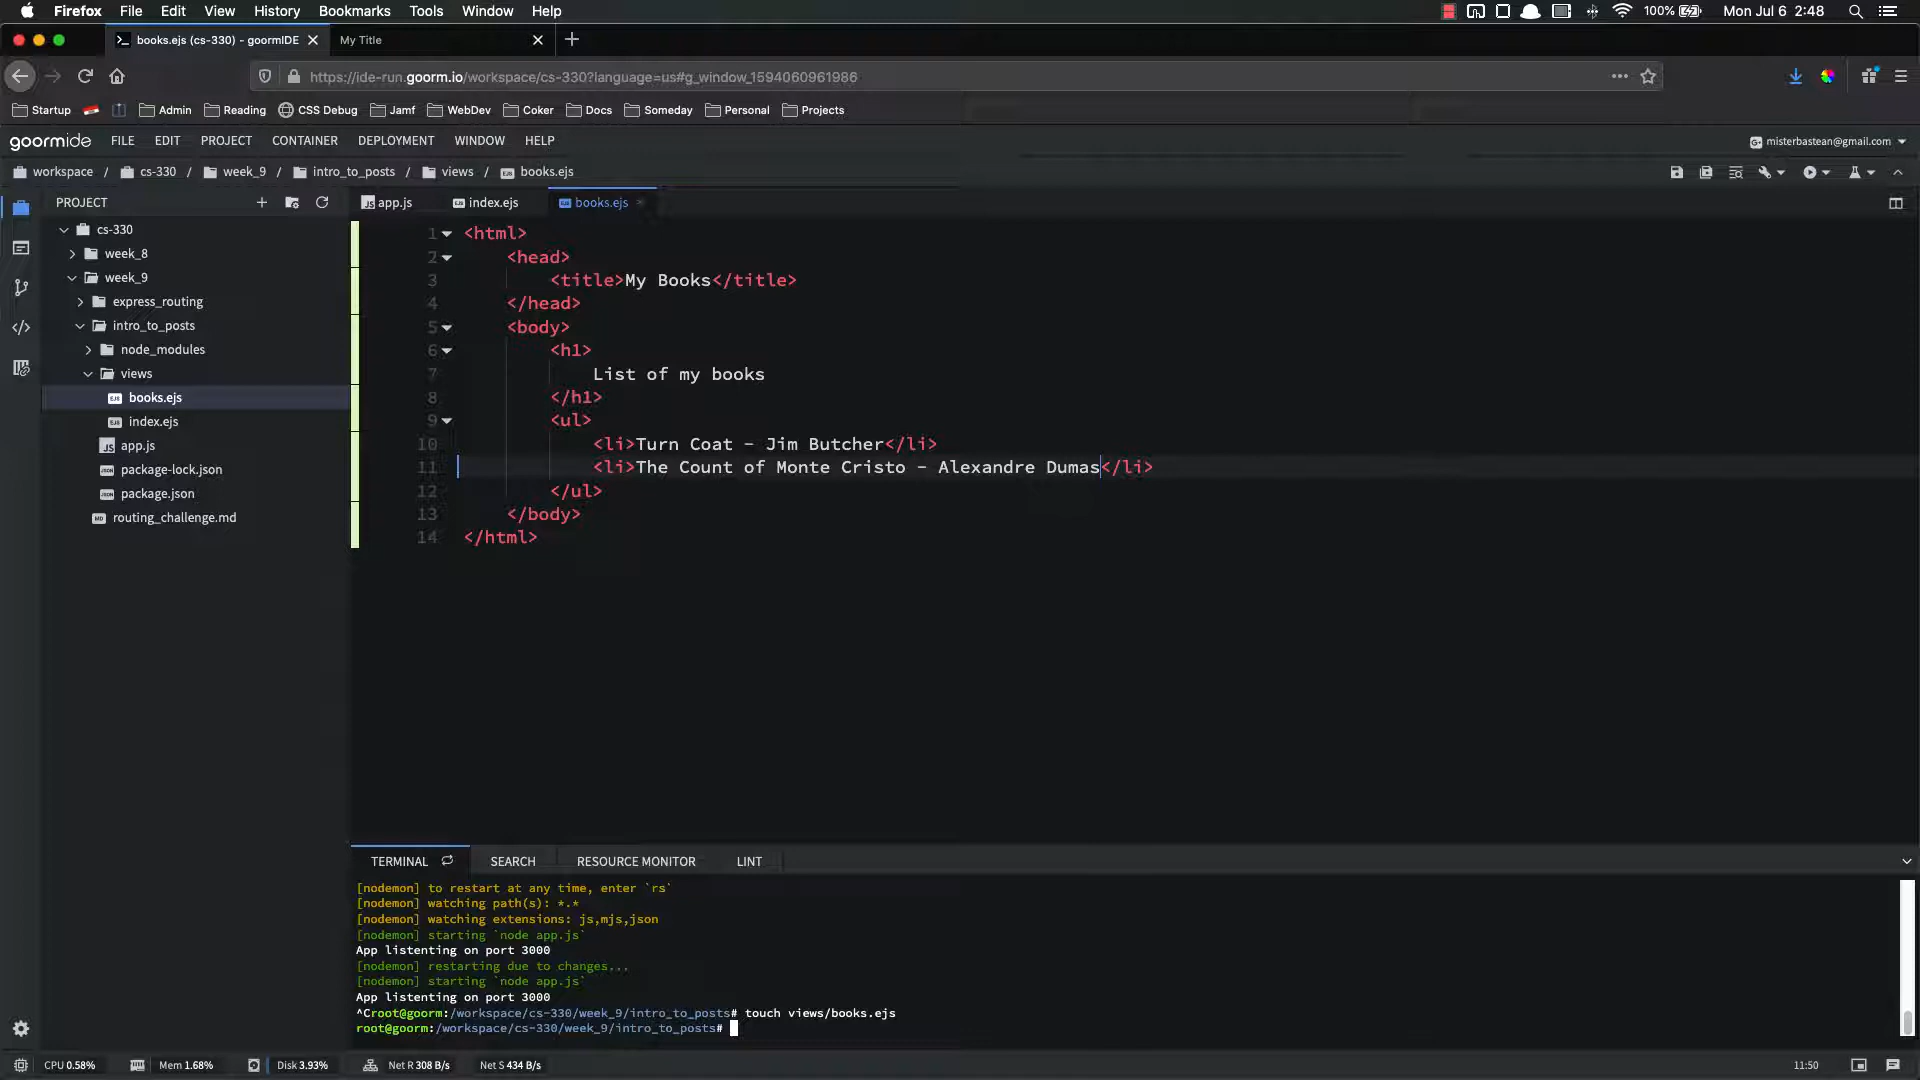 Firefox File Edit View History Bookmarks Tools Window Help 100% Mon Jul 6 2:48
books.ejs (cs-330) - goormIDE My Title
https://ide-run.goorm.io/workspace/cs-330?language=us#g_window_1594060961986
Startup Admin Reading CSS Debug Jamf WebDev Coker Docs Someday Personal Projects
goormide FILE EDIT PROJECT CONTAINER DEPLOYMENT WINDOW HELP misterbastean@gmail.com
workspace / cs-330 / week_9 / intro_to_posts / views / books.ejs
PROJECT
cs-330
week_8
week_9
express_routing
intro_to_posts
node_modules
views
books.ejs
index.ejs
app.js
package-lock.json
package.json
routing_challenge.md
app.js index.ejs books.ejs
1 <html>
2 <head>
3 <title>My Books</title>
4 </head>
5 <body>
6 <h1>
7 List of my books
8 </h1>
9 <ul>
10 <li>Turn Coat - Jim Butcher</li>
11 <li>The Count of Monte Cristo - Alexandre Dumas</li>
12 </ul>
13 </body>
14 </html>
TERMINAL SEARCH RESOURCE MONITOR LINT
[nodemon] to restart at any time, enter `rs`
[nodemon] watching path(s): *.*
[nodemon] watching extensions: js,mjs,json
[nodemon] starting `node app.js`
App listening on port 3000
[nodemon] restarting due to changes...
[nodemon] starting `node app.js`
App listening on port 3000
^Croot@goorm:/workspace/cs-330/week_9/intro_to_posts# touch views/books.ejs
root@goorm:/workspace/cs-330/week_9/intro_to_posts#
CPU 0.58% Mem 1.68% Disk 3.93% Net R 308 B/s Net S 434 B/s 11:50